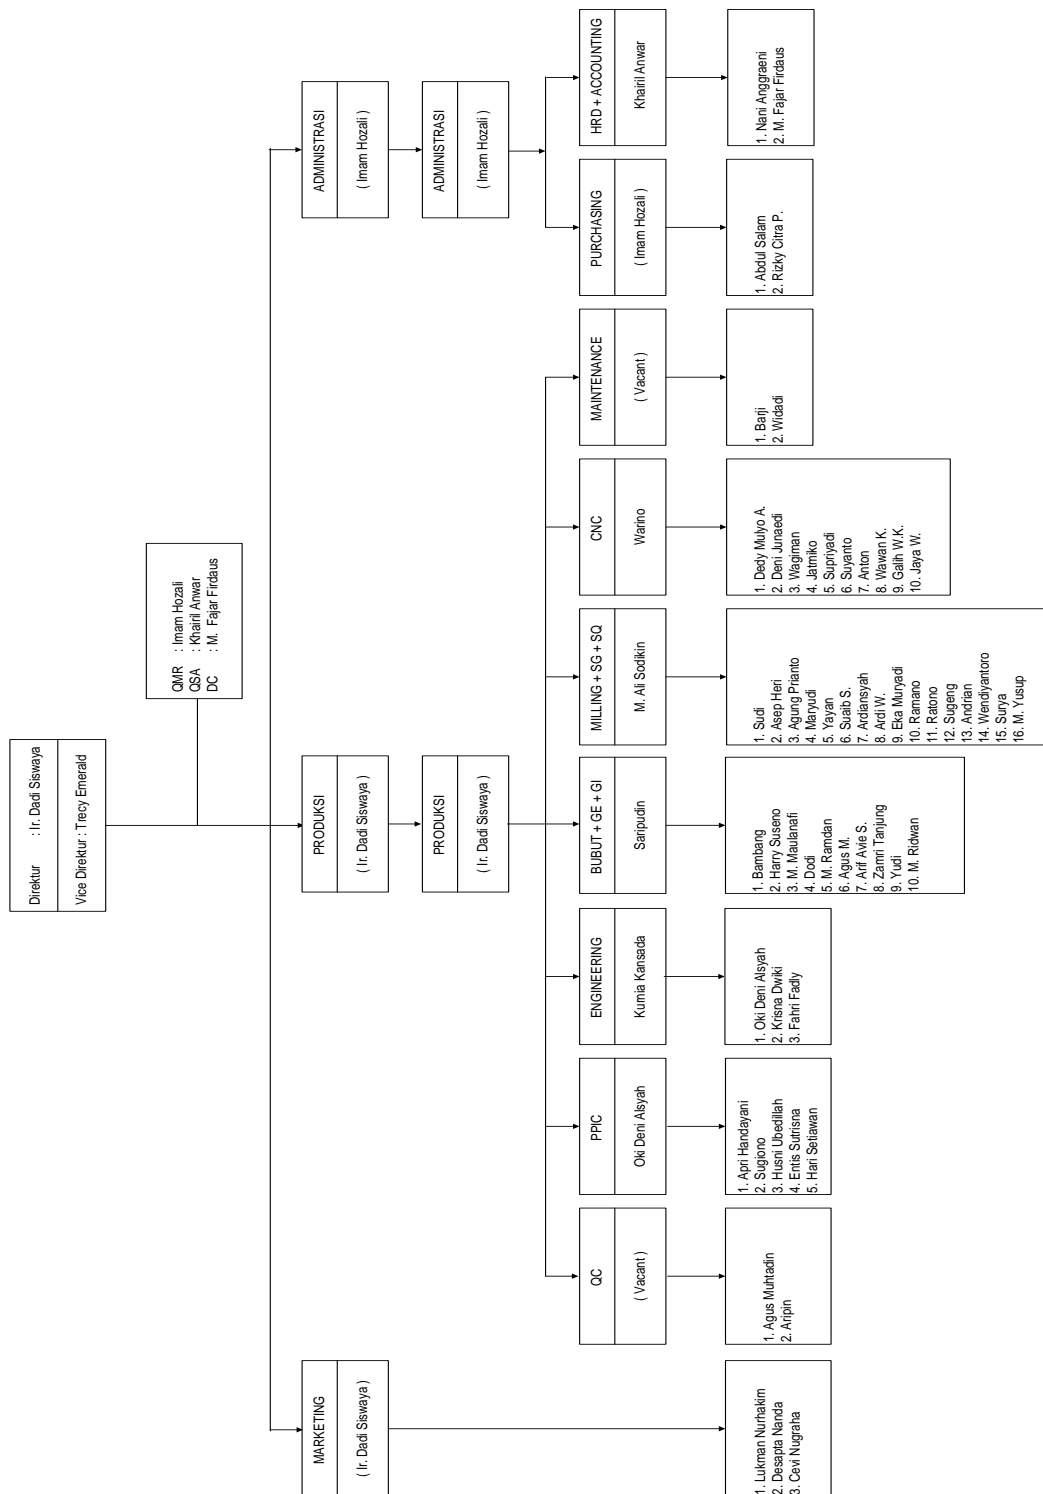 Direktur : Ir. Dadi Siswaya
Vice Direktur : Trecy Emerald
QMR : Imam Hozali
QSA : Khairil Anwar
DC : M. Fajar Firdaus
MARKETING
( Ir. Dadi Siswaya )
PRODUKSI
( Ir. Dadi Siswaya )
ADMINISTRASI
( Imam Hozali )
PRODUKSI
( Ir. Dadi Siswaya )
ADMINISTRASI
( Imam Hozali )
QC
( Vacant )
PPIC
Oki Deni Alsyah
ENGINEERING
Kurnia Kansada
BUBUT + GE + GI
Saripudin
MILLING + SG + SQ
M. Ali Sodikin
CNC
Warino
MAINTENANCE
( Vacant )
PURCHASING
( Imam Hozali )
HRD + ACCOUNTING
Khairil Anwar
1. Lukman Nurhakim
2. Desapta Nanda
3. Cevi Nugraha
1. Agus Muhtadin
2. Aripin
1. Apri Handayani
2. Sugiono
3. Husni Ubedillah
4. Entis Sutrisna
5. Hari Setiawan
1. Oki Deni Alsyah
2. Krisna Dwiki
3. Fahri Fadly
1. Bambang
2. Harry Suseno
3. M. Maulanafi
4. Dodi
5. M. Ramdan
6. Agus M.
7. Arif Avie S.
8. Zamri Tanjung
9. Yudi
10. M. Ridwan
1. Sudi
2. Asep Heri
3. Agung Prianto
4. Maryudi
5. Yayan
6. Suaib S.
7. Ardiansyah
8. Ardi W.
9. Eka Muryadi
10. Ramano
11. Ratono
12. Sugeng
13. Andrian
14. Wendiyantoro
15. Surya
16. M. Yusup
1. Dedy Mulyo A.
2. Deni Junaedi
3. Wagiman
4. Jatmiko
5. Supriyadi
6. Suyanto
7. Anton
8. Wawan K.
9. Galih W.K.
10. Jaya W.
1. Barji
2. Widadi
1. Abdul Salam
2. Rizky Citra P.
1. Nani Anggraeni
2. M. Fajar Firdaus